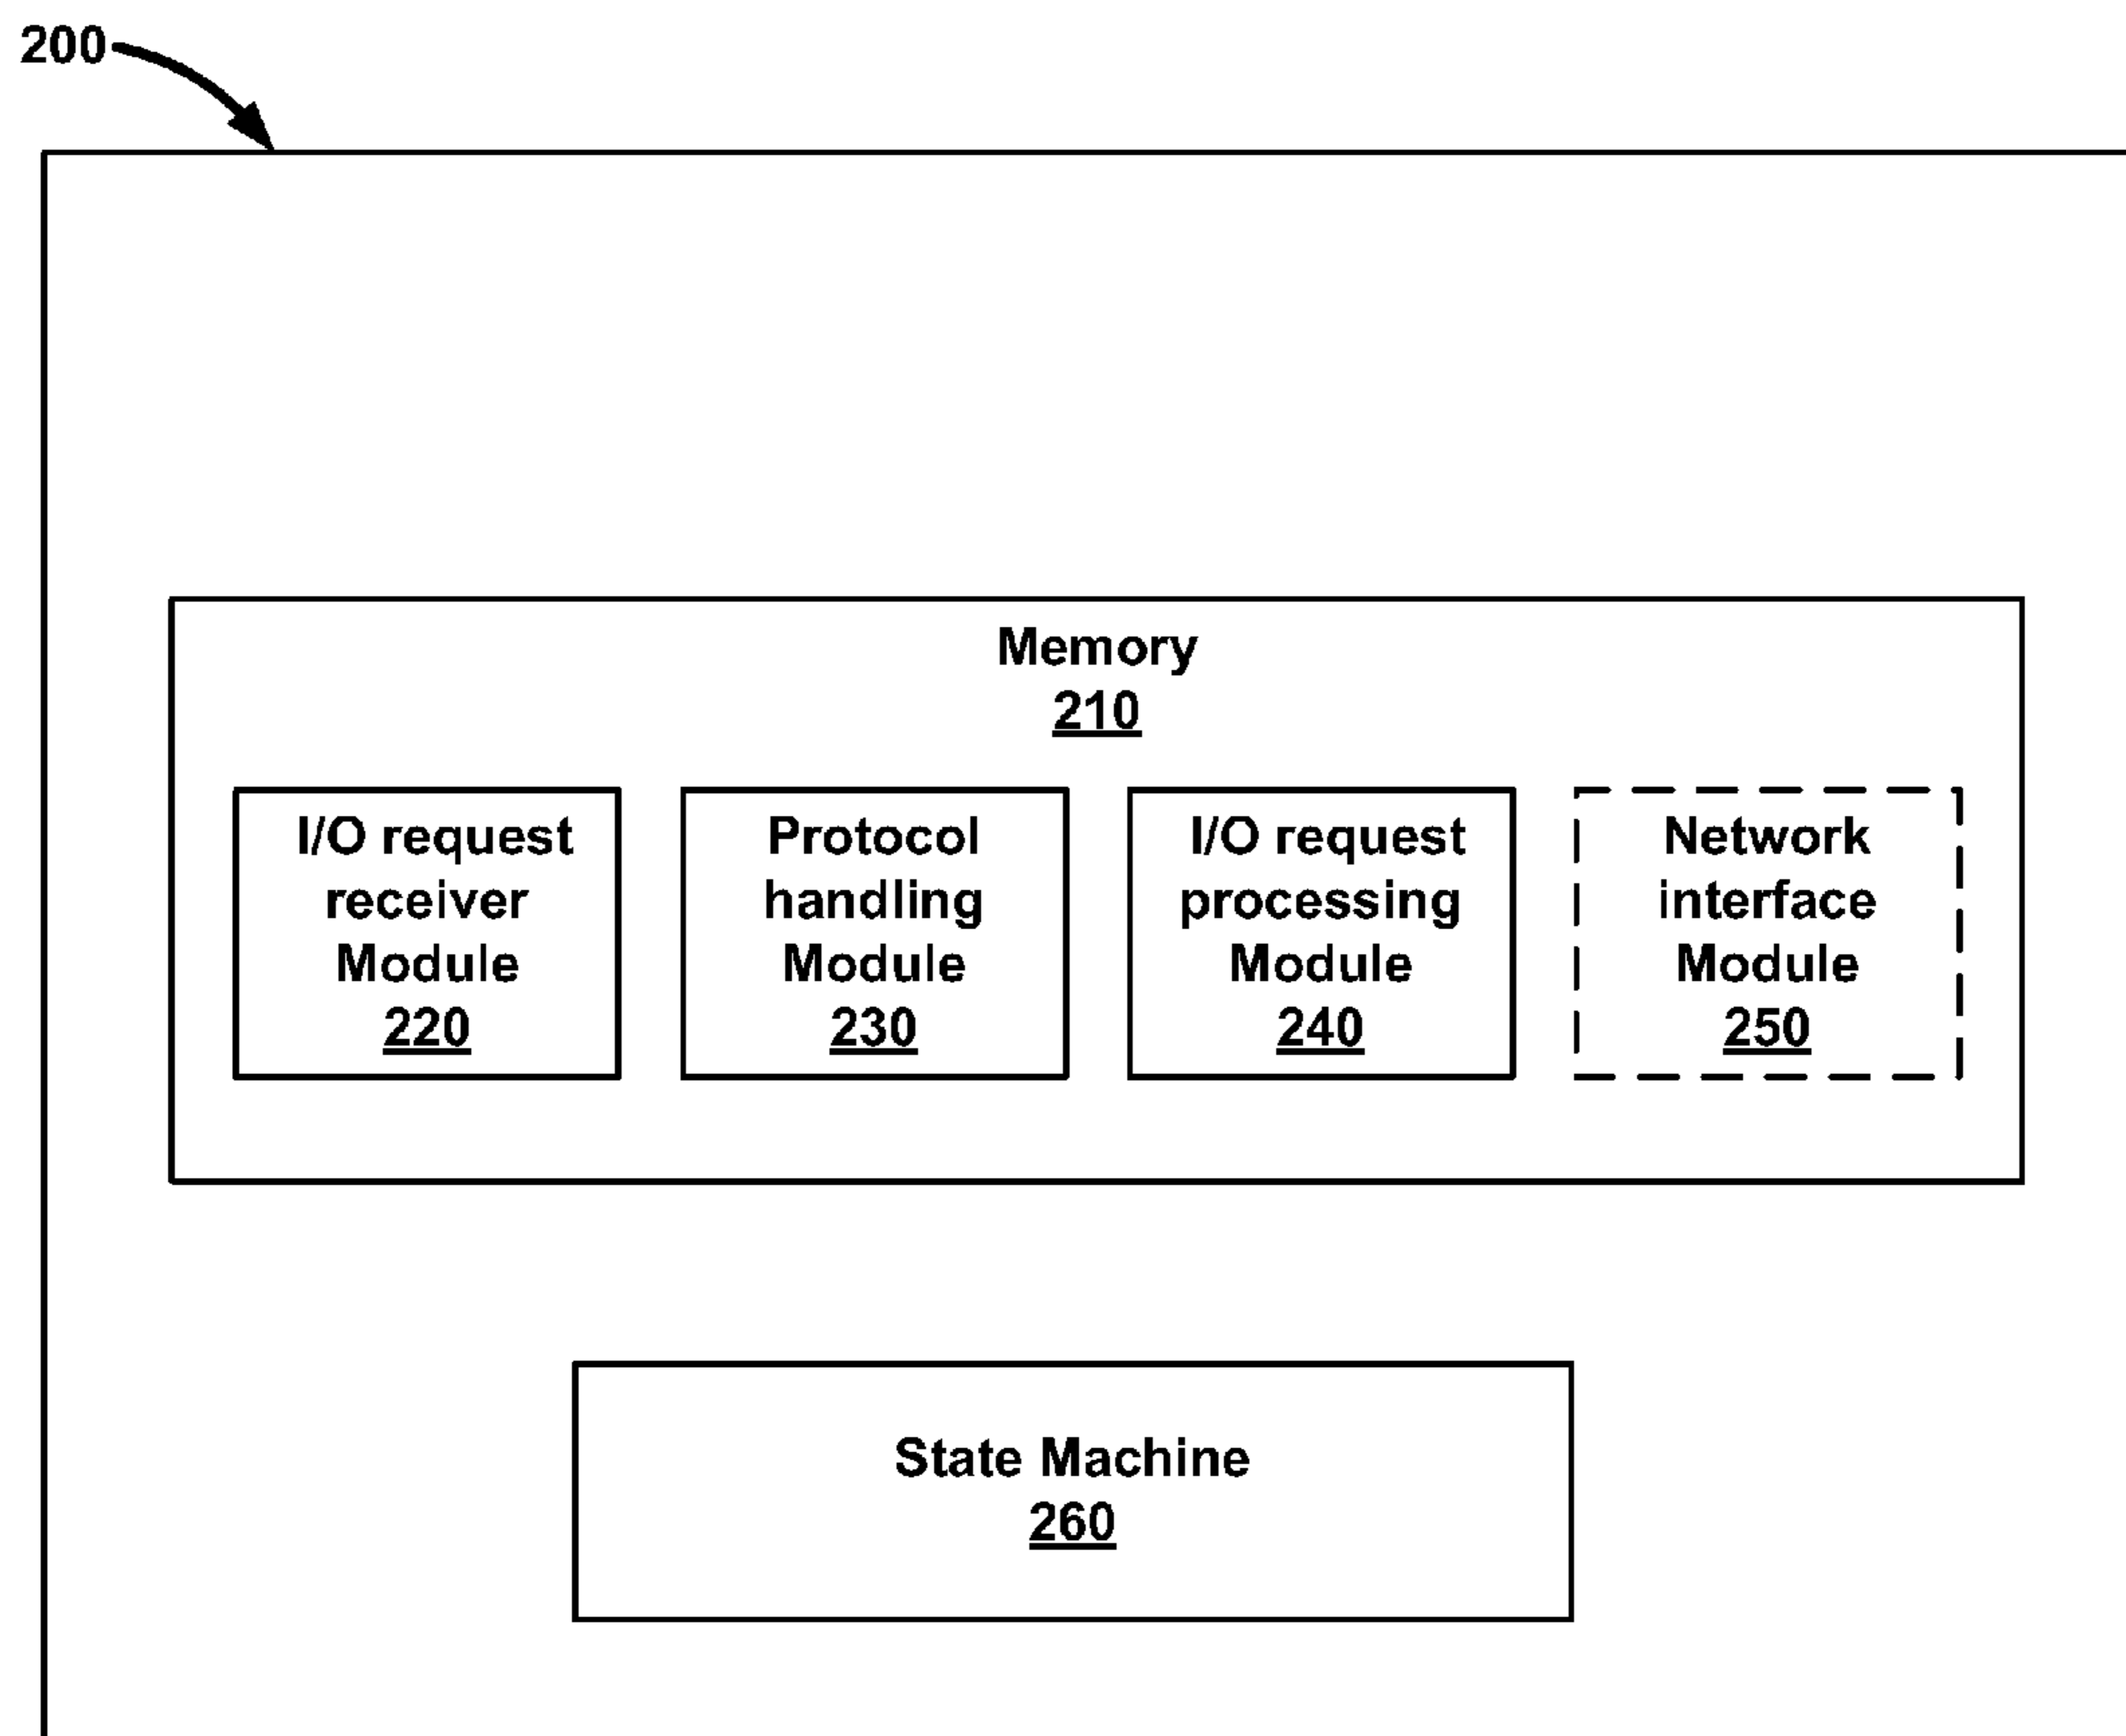 200
Memory
210
I/O request
receiver
Module
220
Protocol
handling
Module
230
I/O request
processing
Module
240
Network
interface
Module
250
State Machine
260